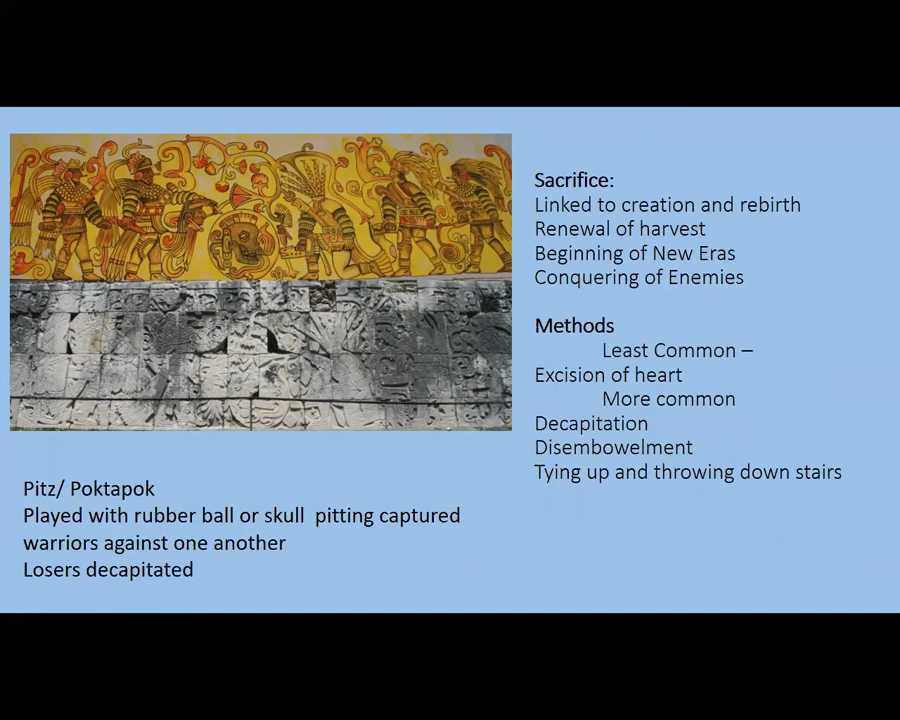 Sacrifice:
Linked to creation and rebirth
Renewal of harvest
Beginning of New Eras
Conquering of Enemies
Methods
Least Common –
Excision of heart
More common
Decapitation
Disembowelment
Tying up and throwing down stairs
Pitz/ Poktapok
Played with rubber ball or skull  pitting captured
warriors against one another
Losers decapitated